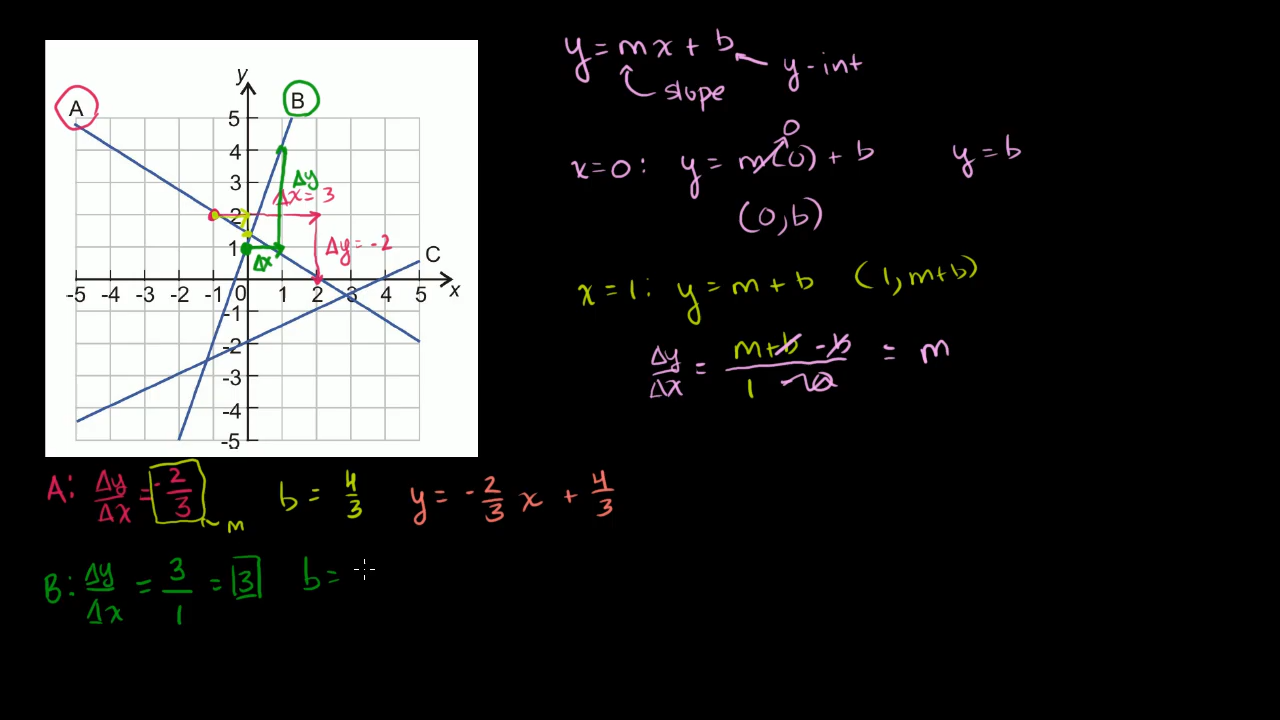 y = mx + b
y-int
slope
x=0: y = m(0) + b y = b
0
(0, b)
x = 1: y = m + b (1, m+b)
Δy/Δx = (m+b - b)/(1 - 0) = m
y
A
B
5
4
Δy
3
Δx = 3
2
Δy = -2
1
Δx
C
-5 -4 -3 -2 -1 0 1 2 3 4 5 x
-1
-2
-3
-4
-5
A: Δy/Δx = -2/3 b = 4/3 y = -2/3 x + 4/3
m
B: Δy/Δx = 3/1 = 3 b =